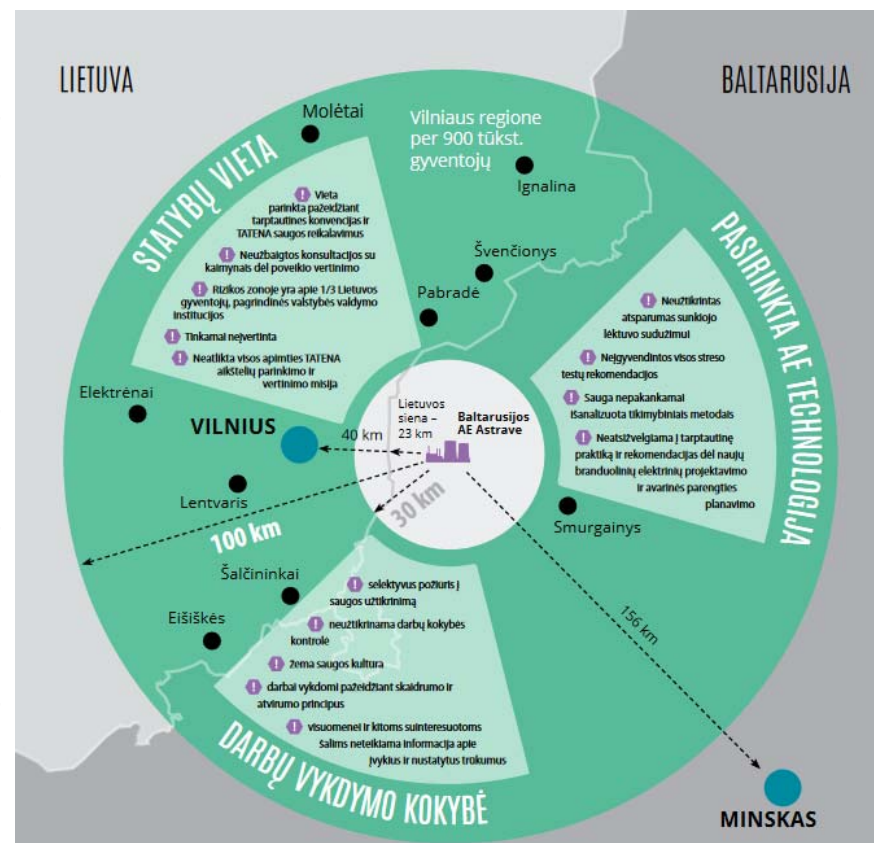 LIETUVA
BALTARUSIJA
Molėtai
Vilniaus regione
per 900 tūkst.
gyventojų
Ignalina
Švenčionys
Pabradė
STATYBŲ VIETA
Vieta
parinkta pažeidžiant
tarptautines konvencijas ir
TATENA saugos reikalavimus
Neužbaigtos konsultacijos su
kaimynais dėl poveikio vertinimo
Rizikos zonoje yra apie 1/3 Lietuvos
gyventojų, pagrindinės valstybės valdymo
institucijos
Tinkamai neįvertinta
Neatlikta visos apimties TATENA
aikštelių parinkimo ir
vertinimo misija
PASIRINKTA AE TECHNOLOGIJA
Neužtikrintas
atsparumas sunkiojo
lėktuvo sudužimui
Neįgyvendintos visos streso
testų rekomendacijos
Sauga nepakankamai
išanalizuota tikimybiniais metodais
Neatsižvelgiama į tarptautinę
praktiką ir rekomendacijas dėl naujų
branduolinių elektrinių projektavimo
ir avarinės parengties
planavimo
Elektrėnai
VILNIUS
40 km
Lietuvos
siena –
23 km
Baltarusijos
AE Astrave
Lentvaris
100 km
30 km
Smurgainys
Šalčininkai
Eišiškės
156 km
selektyvus požiūris į
saugos užtikrinimą
neužtikrinama darbų kokybės
kontrolė
žema saugos kultura
darbai vykdomi pažeidžiant skaidrumo ir
atvirumo principus
visuomenei ir kitoms suinteresuotoms
šalims neteikiama informacija apie
įvykius ir nustatytus trūkumus
DARBŲ VYKDYMO KOKYBĖ
MINSKAS